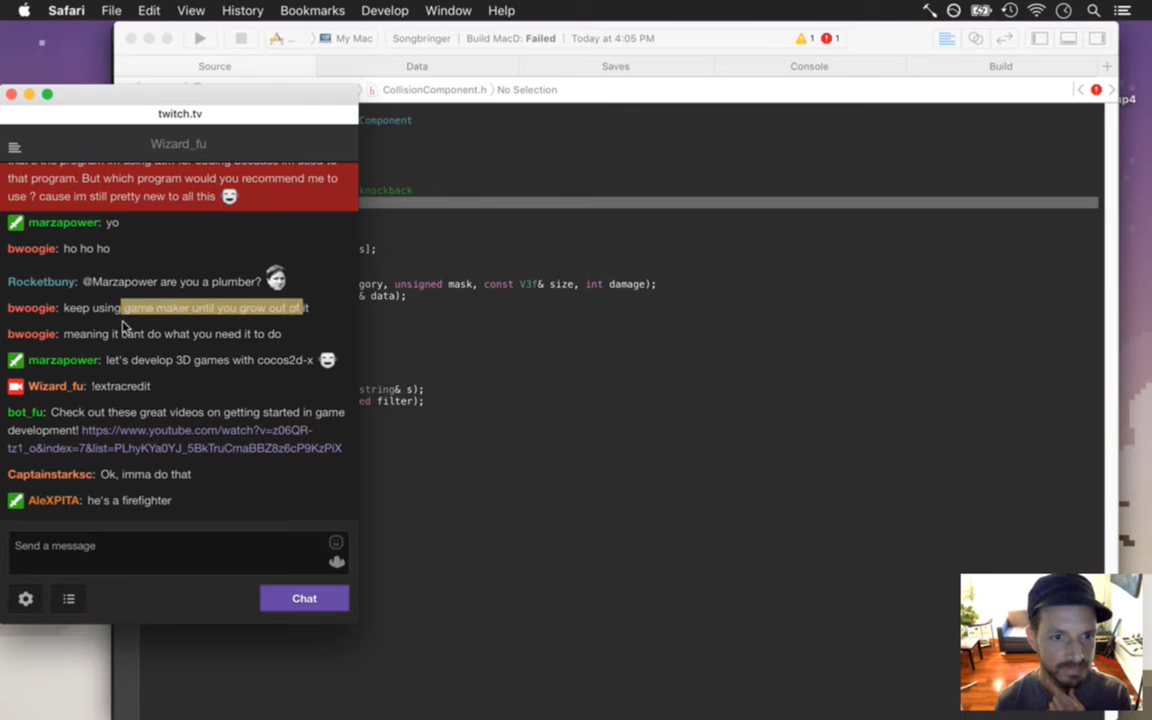 Safari File Edit View History Bookmarks Develop Window Help
My Mac Songbringer Build MacD: Failed Today at 4:05 PM 1 1
Source Data Saves Console Build
CollisionComponent.h No Selection
twitch.tv
Wizard_fu
that program. But which program would you recommend me to
use ? cause im still pretty new to all this
marzapower: yo
bwoogie: ho ho ho
Rocketbuny: @Marzapower are you a plumber?
bwoogie: keep using game maker until you grow out of it
bwoogie: meaning it cant do what you need it to do
marzapower: let's develop 3D games with cocos2d-x
Wizard_fu: !extracredit
bot_fu: Check out these great videos on getting started in game
development! https://www.youtube.com/watch?v=z06QR-
tz1_o&index=7&list=PLhyKYa0YJ_5BkTruCmaBBZ8z6cP9KzPiX
Captainstarksc: Ok, imma do that
AleXPITA: he's a firefighter
Send a message
Chat
Component
knockback
s];
gory, unsigned mask, const V3f& size, int damage);
& data);
string& s);
ed filter);
mp4